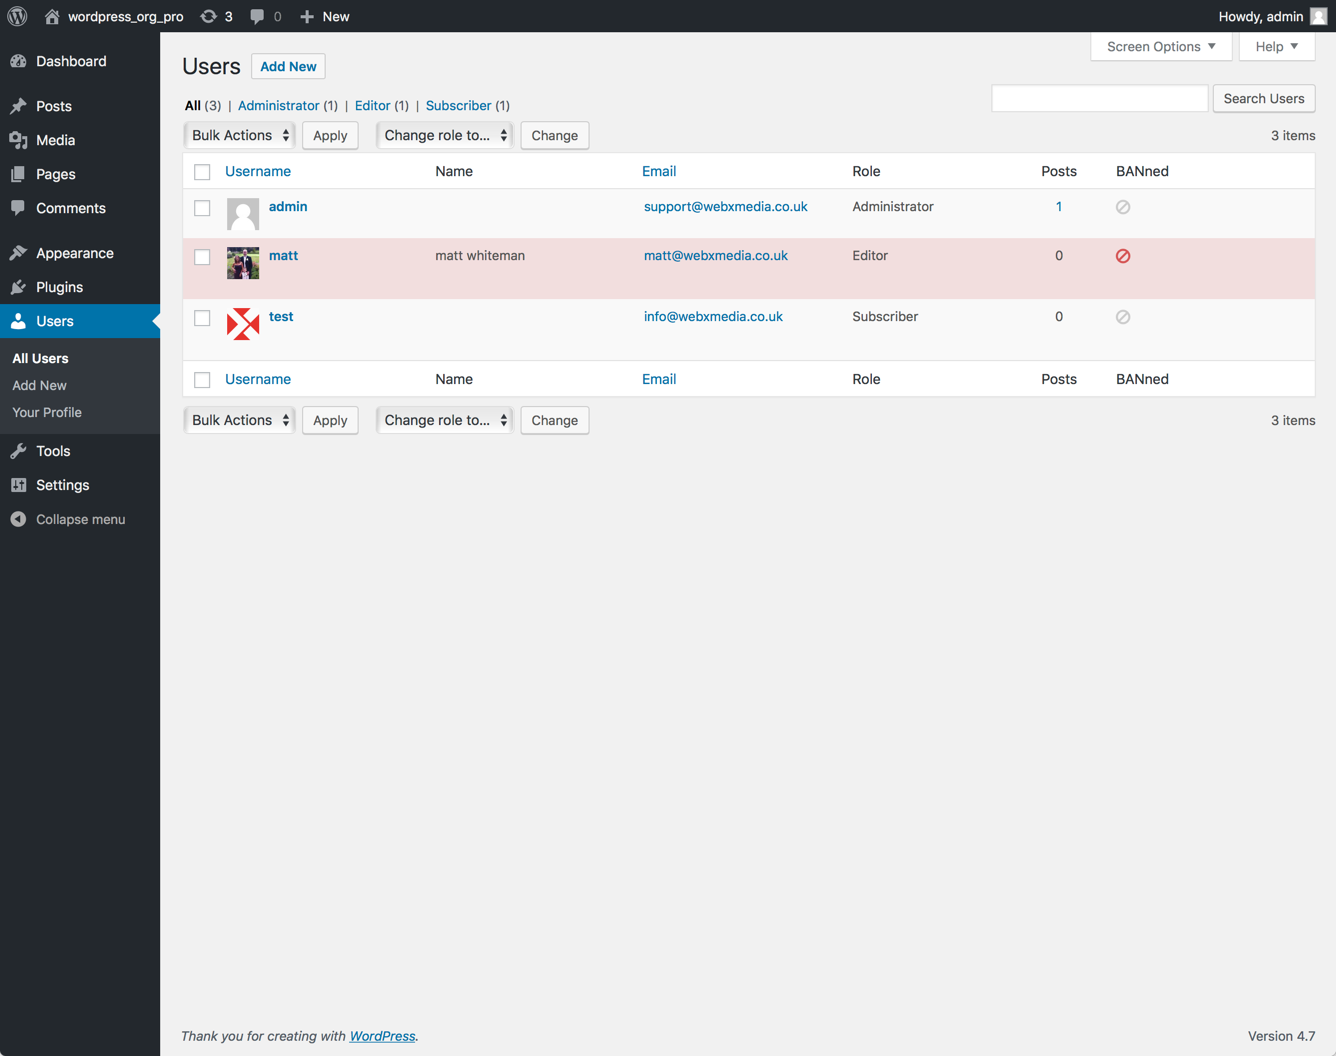 wordpress_org_pro 3 0 New Howdy, admin
Screen Options Help
Dashboard
Posts
Media
Pages
Comments
Appearance
Plugins
Users
All Users
Add New
Your Profile
Tools
Settings
Collapse menu
Users Add New
All (3) | Administrator (1) | Editor (1) | Subscriber (1)
Search Users
Bulk Actions Apply Change role to... Change 3 items
Username Name Email Role Posts BANned
admin support@webxmedia.co.uk Administrator 1
matt matt whiteman matt@webxmedia.co.uk Editor 0
test info@webxmedia.co.uk Subscriber 0
Username Name Email Role Posts BANned
Bulk Actions Apply Change role to... Change 3 items
Thank you for creating with WordPress. Version 4.7